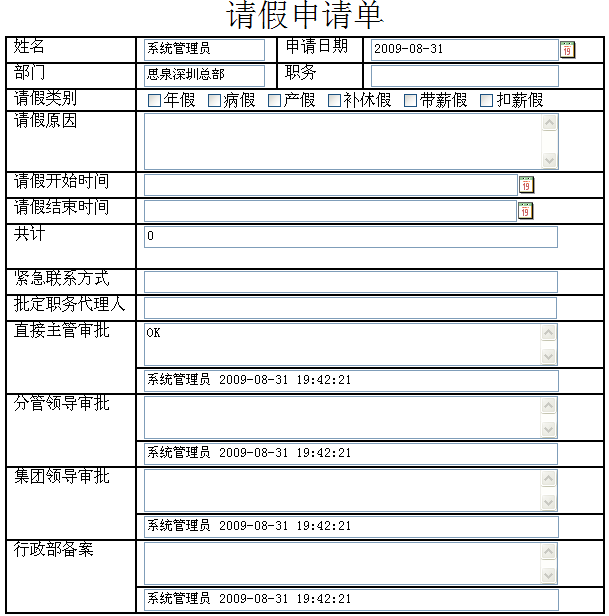 请假申请单
姓名 系统管理员 申请日期 2009-08-31 19
部门 思泉深圳总部 职务
请假类别 年假 病假 产假 补休假 带薪假 扣薪假
请假原因
请假开始时间 19
请假结束时间 19
共计 0
紧急联系方式
批定职务代理人
直接主管审批 OK
系统管理员 2009-08-31 19:42:21
分管领导审批
系统管理员 2009-08-31 19:42:21
集团领导审批
系统管理员 2009-08-31 19:42:21
行政部备案
系统管理员 2009-08-31 19:42:21